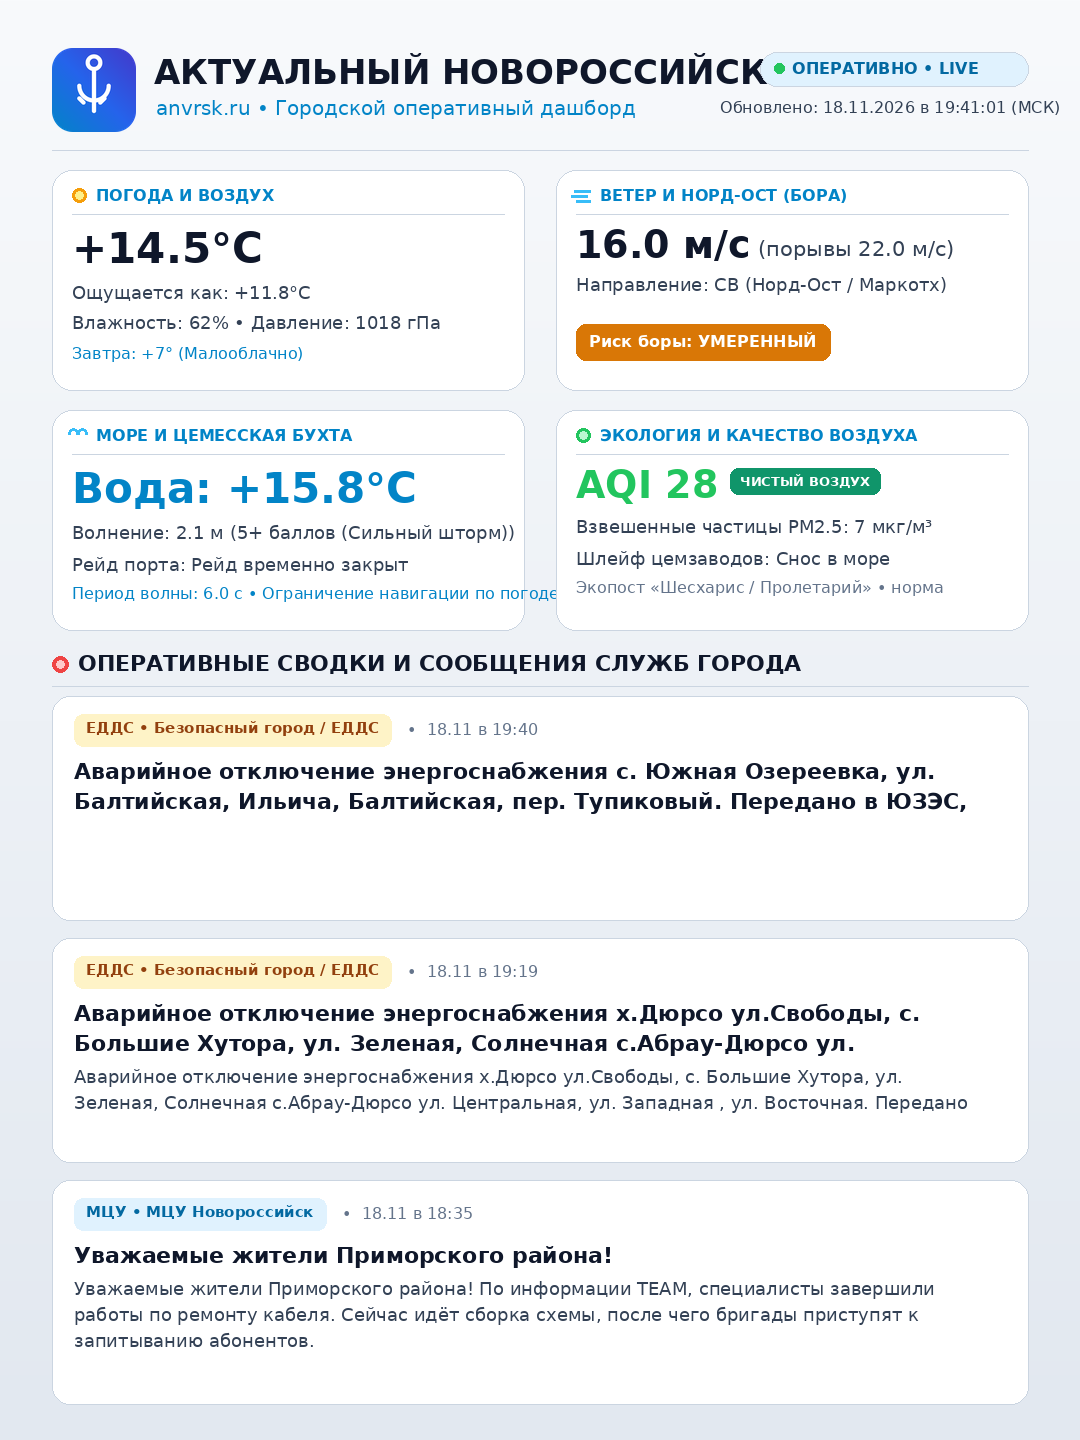 АКТУАЛЬНЫЙ НОВОРОССИЙСК
ОПЕРАТИВНО • LIVE
anvrsk.ru • Городской оперативный дашборд
Обновлено: 18.11.2026 в 19:41:01 (МСК)
ПОГОДА И ВОЗДУХ
+14.5°C
Ощущается как: +11.8°C
Влажность: 62% • Давление: 1018 гПа
Завтра: +7° (Малооблачно)
ВЕТЕР И НОРД-ОСТ (БОРА)
16.0 м/с (порывы 22.0 м/с)
Направление: СВ (Норд-Ост / Маркотх)
Риск боры: УМЕРЕННЫЙ
МОРЕ И ЦЕМЕССКАЯ БУХТА
Вода: +15.8°C
Волнение: 2.1 м (5+ баллов (Сильный шторм))
Рейд порта: Рейд временно закрыт
Период волны: 6.0 с • Ограничение навигации по погоде
ЭКОЛОГИЯ И КАЧЕСТВО ВОЗДУХА
AQI 28 ЧИСТЫЙ ВОЗДУХ
Взвешенные частицы PM2.5: 7 мкг/м³
Шлейф цемзаводов: Снос в море
Экопост «Шесхарис / Пролетарий» • норма
ОПЕРАТИВНЫЕ СВОДКИ И СООБЩЕНИЯ СЛУЖБ ГОРОДА
ЕДДС • Безопасный город / ЕДДС • 18.11 в 19:40
Аварийное отключение энергоснабжения с. Южная Озереевка, ул.
Балтийская, Ильича, Балтийская, пер. Тупиковый. Передано в ЮЗЭС,
ЕДДС • Безопасный город / ЕДДС • 18.11 в 19:19
Аварийное отключение энергоснабжения х.Дюрсо ул.Свободы, с.
Большие Хутора, ул. Зеленая, Солнечная с.Абрау-Дюрсо ул.
Аварийное отключение энергоснабжения х.Дюрсо ул.Свободы, с. Большие Хутора, ул.
Зеленая, Солнечная с.Абрау-Дюрсо ул. Центральная, ул. Западная , ул. Восточная. Передано
МЦУ • МЦУ Новороссийск • 18.11 в 18:35
Уважаемые жители Приморского района!
Уважаемые жители Приморского района! По информации ТЕАМ, специалисты завершили
работы по ремонту кабеля. Сейчас идёт сборка схемы, после чего бригады приступят к
запитыванию абонентов.